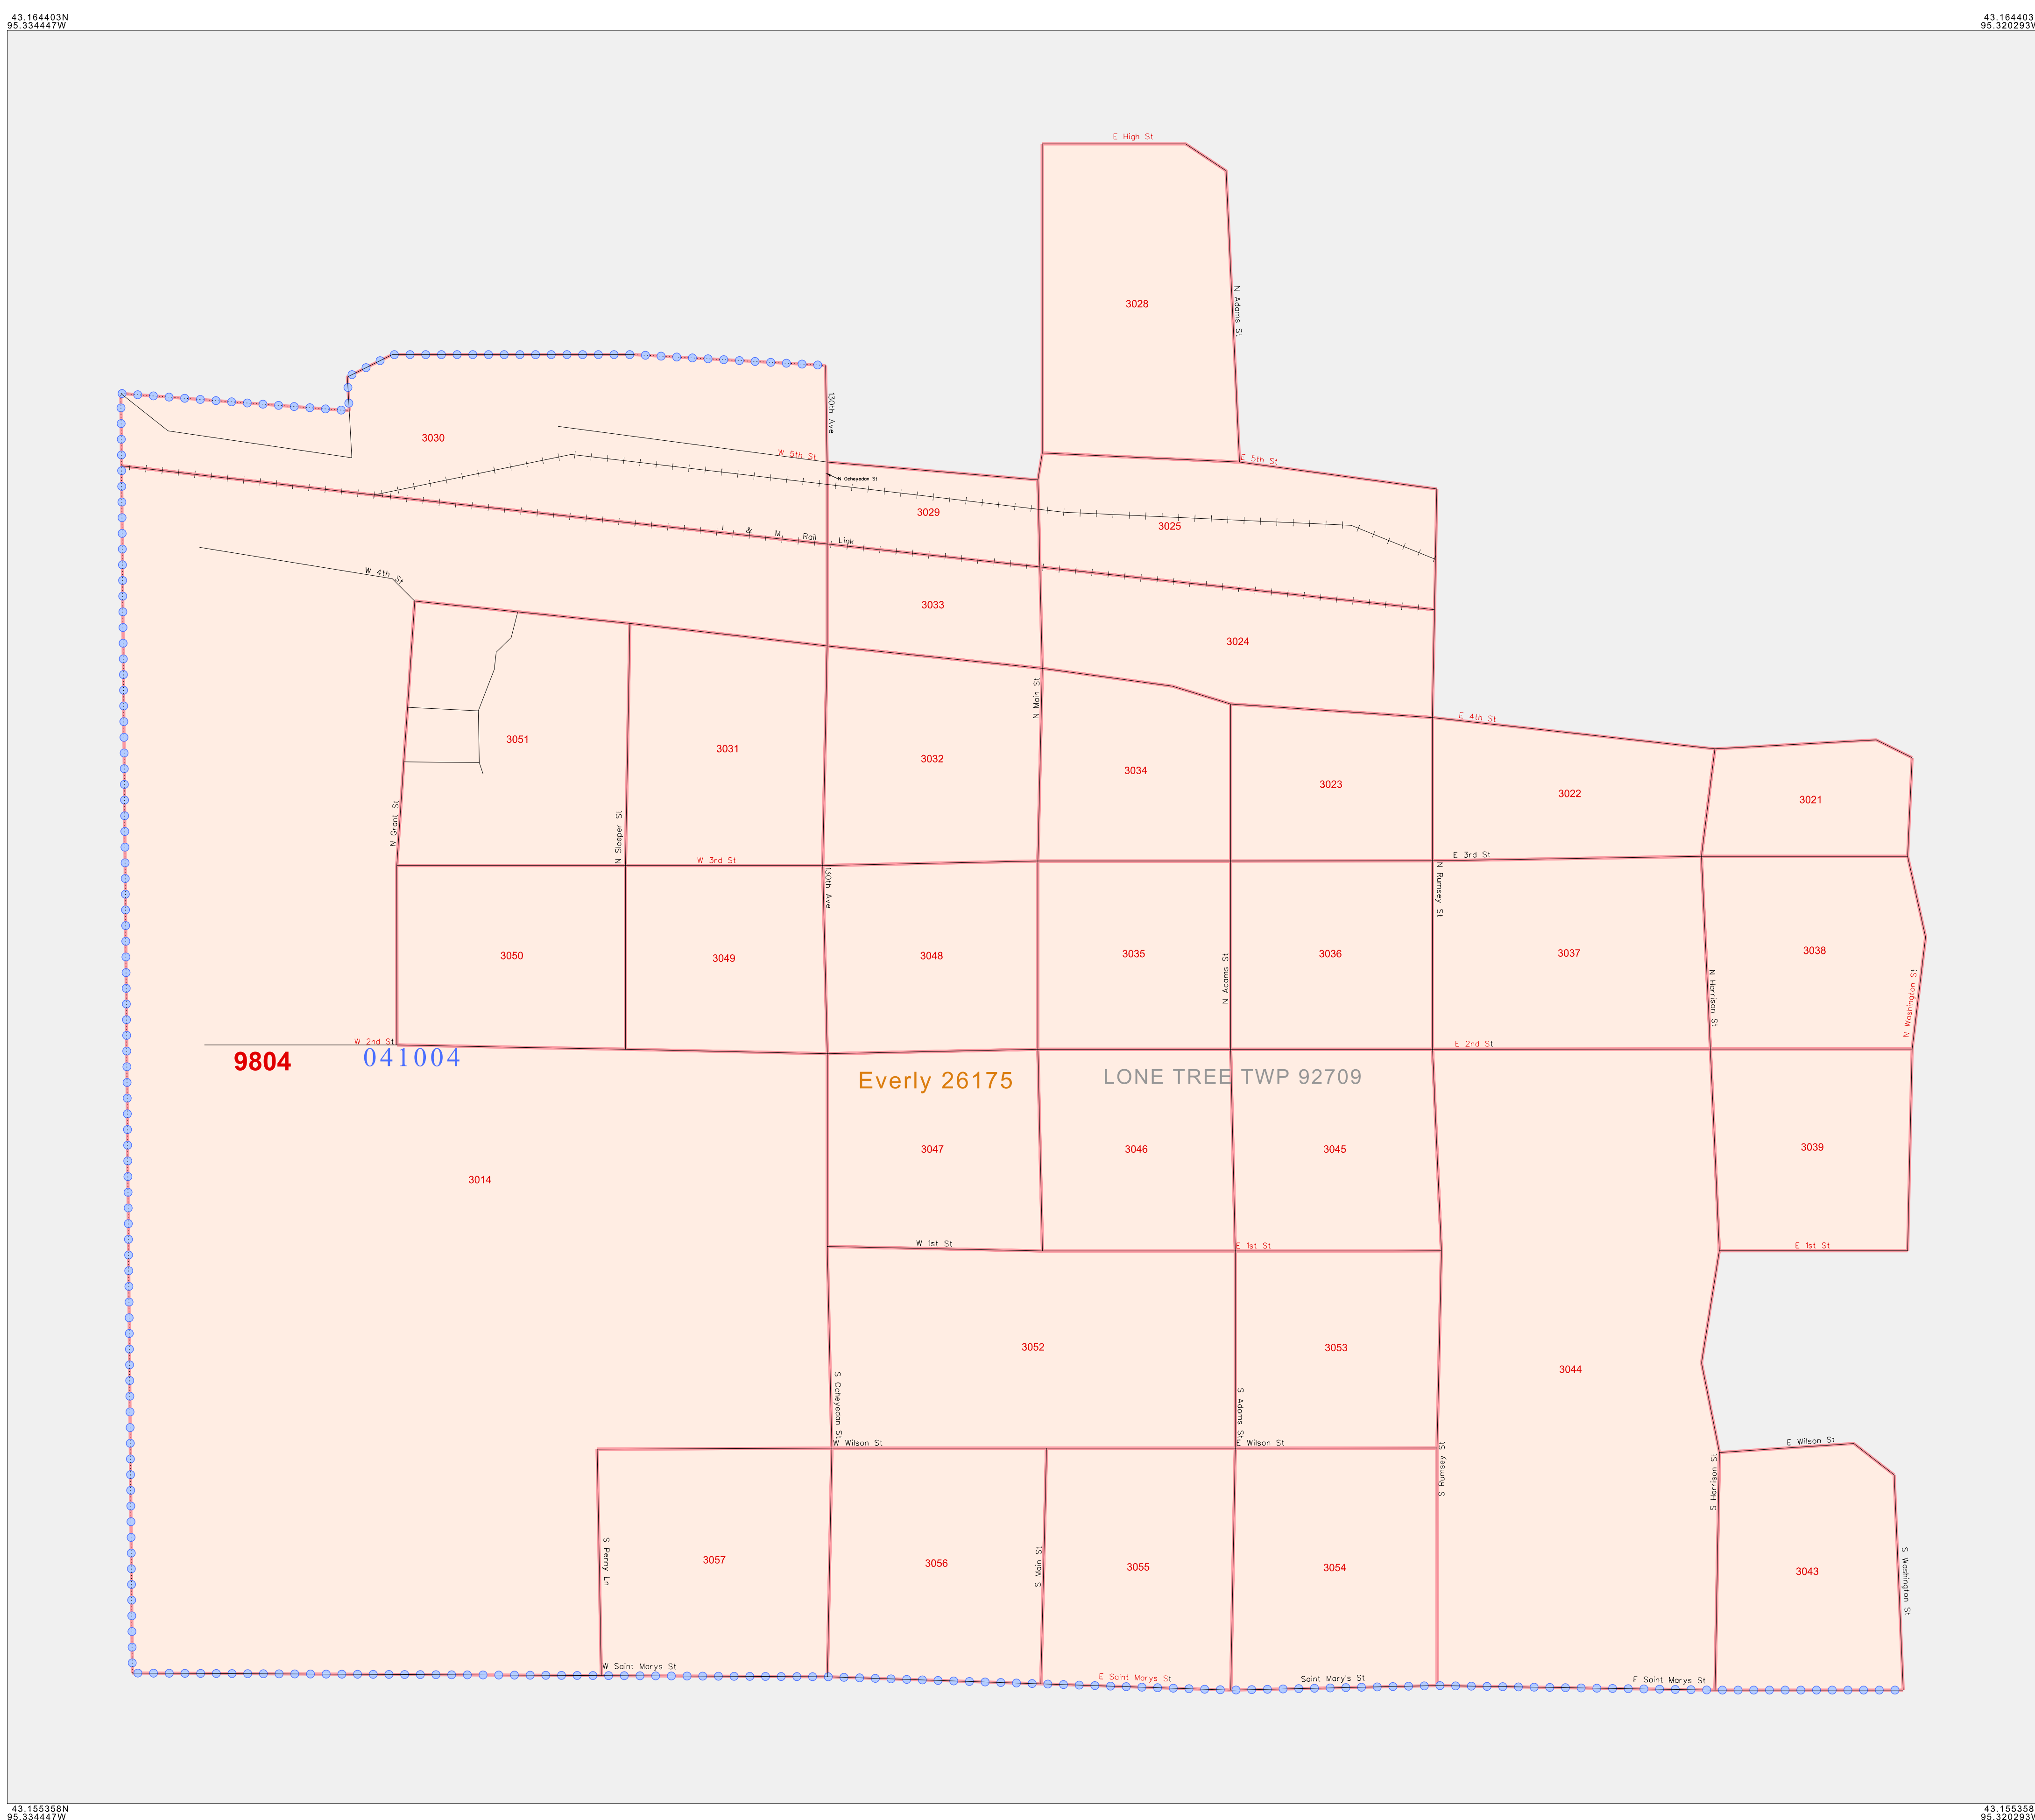 43.164403N
95.334447W
43.164403
95.320293W
E High St
3028
N Adams St
130th Ave
3030
W 5th St
E 5th St
N Ocheyedan St
3029
3025
I & M Rail Link
W 4th St
3033
3024
N Main St
E 4th St
3051
3031
3032
3034
3023
3022
3021
N Grant St
N Sleeper St
W 3rd St
E 3rd St
130th Ave
N Rumsey St
3050
3049
3048
3035
N Adams St
3036
3037
3038
N Harrison St
N Washington St
W 2nd St
E 2nd St
9804
041004
Everly 26175
LONE TREE TWP 92709
3047
3046
3045
3039
3014
W 1st St
E 1st St
E 1st St
3052
3053
3044
S Ocheyedan St
S Adams St
W Wilson St
E Wilson St
E Wilson St
S Rumsey St
S Harrison St
S Penny Ln
3057
3056
S Main St
3055
3054
3043
S Washington St
W Saint Marys St
E Saint Marys St
Saint Mary's St
E Saint Marys St
43.155358N
95.334447W
43.155358
95.320293W